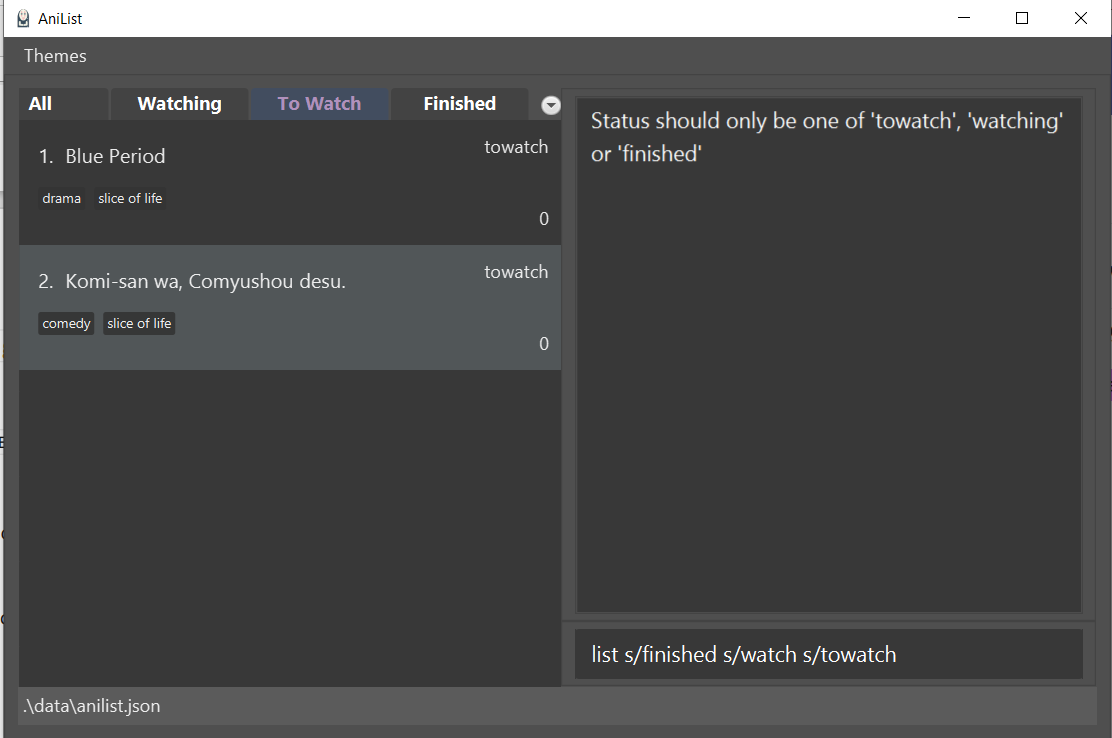 AniList
Themes
All Watching To Watch Finished
1. Blue Period towatch
drama slice of life
0
2. Komi-san wa, Comyushou desu. towatch
comedy slice of life
0
Status should only be one of 'towatch', 'watching'
or 'finished'
list s/finished s/watch s/towatch
.\data\anilist.json